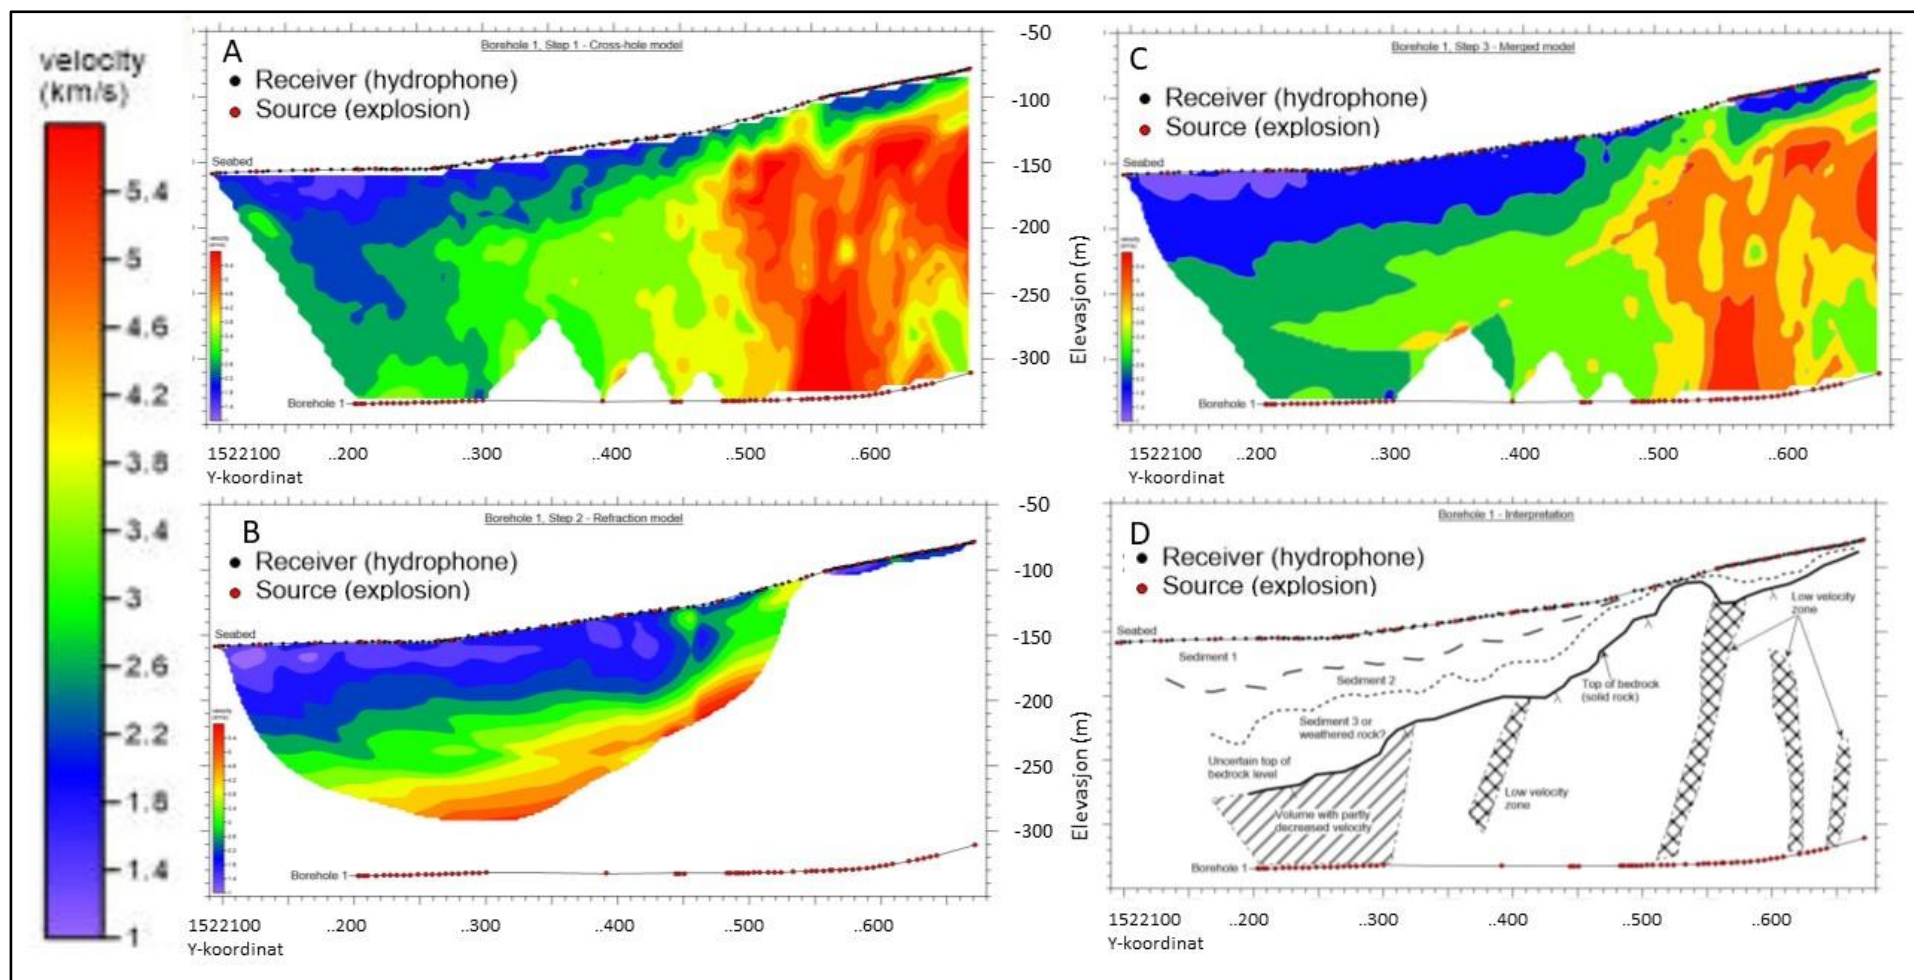 velocity
(km/s)
5.4
5
4.6
4.2
3.8
3.4
3
2.6
2.2
1.8
1.4
1
A
Borehole 1, Step 1 - Cross-hole model
Receiver (hydrophone)
Source (explosion)
Seabed
Borehole 1
1522100 ..200 ..300 ..400 ..500 ..600
Y-koordinat
-50
-100
-150
-200
-250
-300
Elevasjon (m)
C
Borehole 1, Step 3 - Merged model
Receiver (hydrophone)
Source (explosion)
Seabed
Borehole 1
1522100 ..200 ..300 ..400 ..500 ..600
Y-koordinat
B
Borehole 1, Step 2 - Refraction model
Receiver (hydrophone)
Source (explosion)
Seabed
Borehole 1
1522100 ..200 ..300 ..400 ..500 ..600
Y-koordinat
-50
-100
-150
-200
-250
-300
Elevasjon (m)
D
Borehole 1 - Interpretation
Receiver (hydrophone)
Source (explosion)
Low velocity
zone
Seabed
Sediment 1
Sediment 2
Top of bedrock
(solid rock)
Sediment 3 or
weathered rock?
Uncertain top of
bedrock level
Low velocity
zone
Volume with partly
decreased velocity
Borehole 1
1522100 ..200 ..300 ..400 ..500 ..600
Y-koordinat